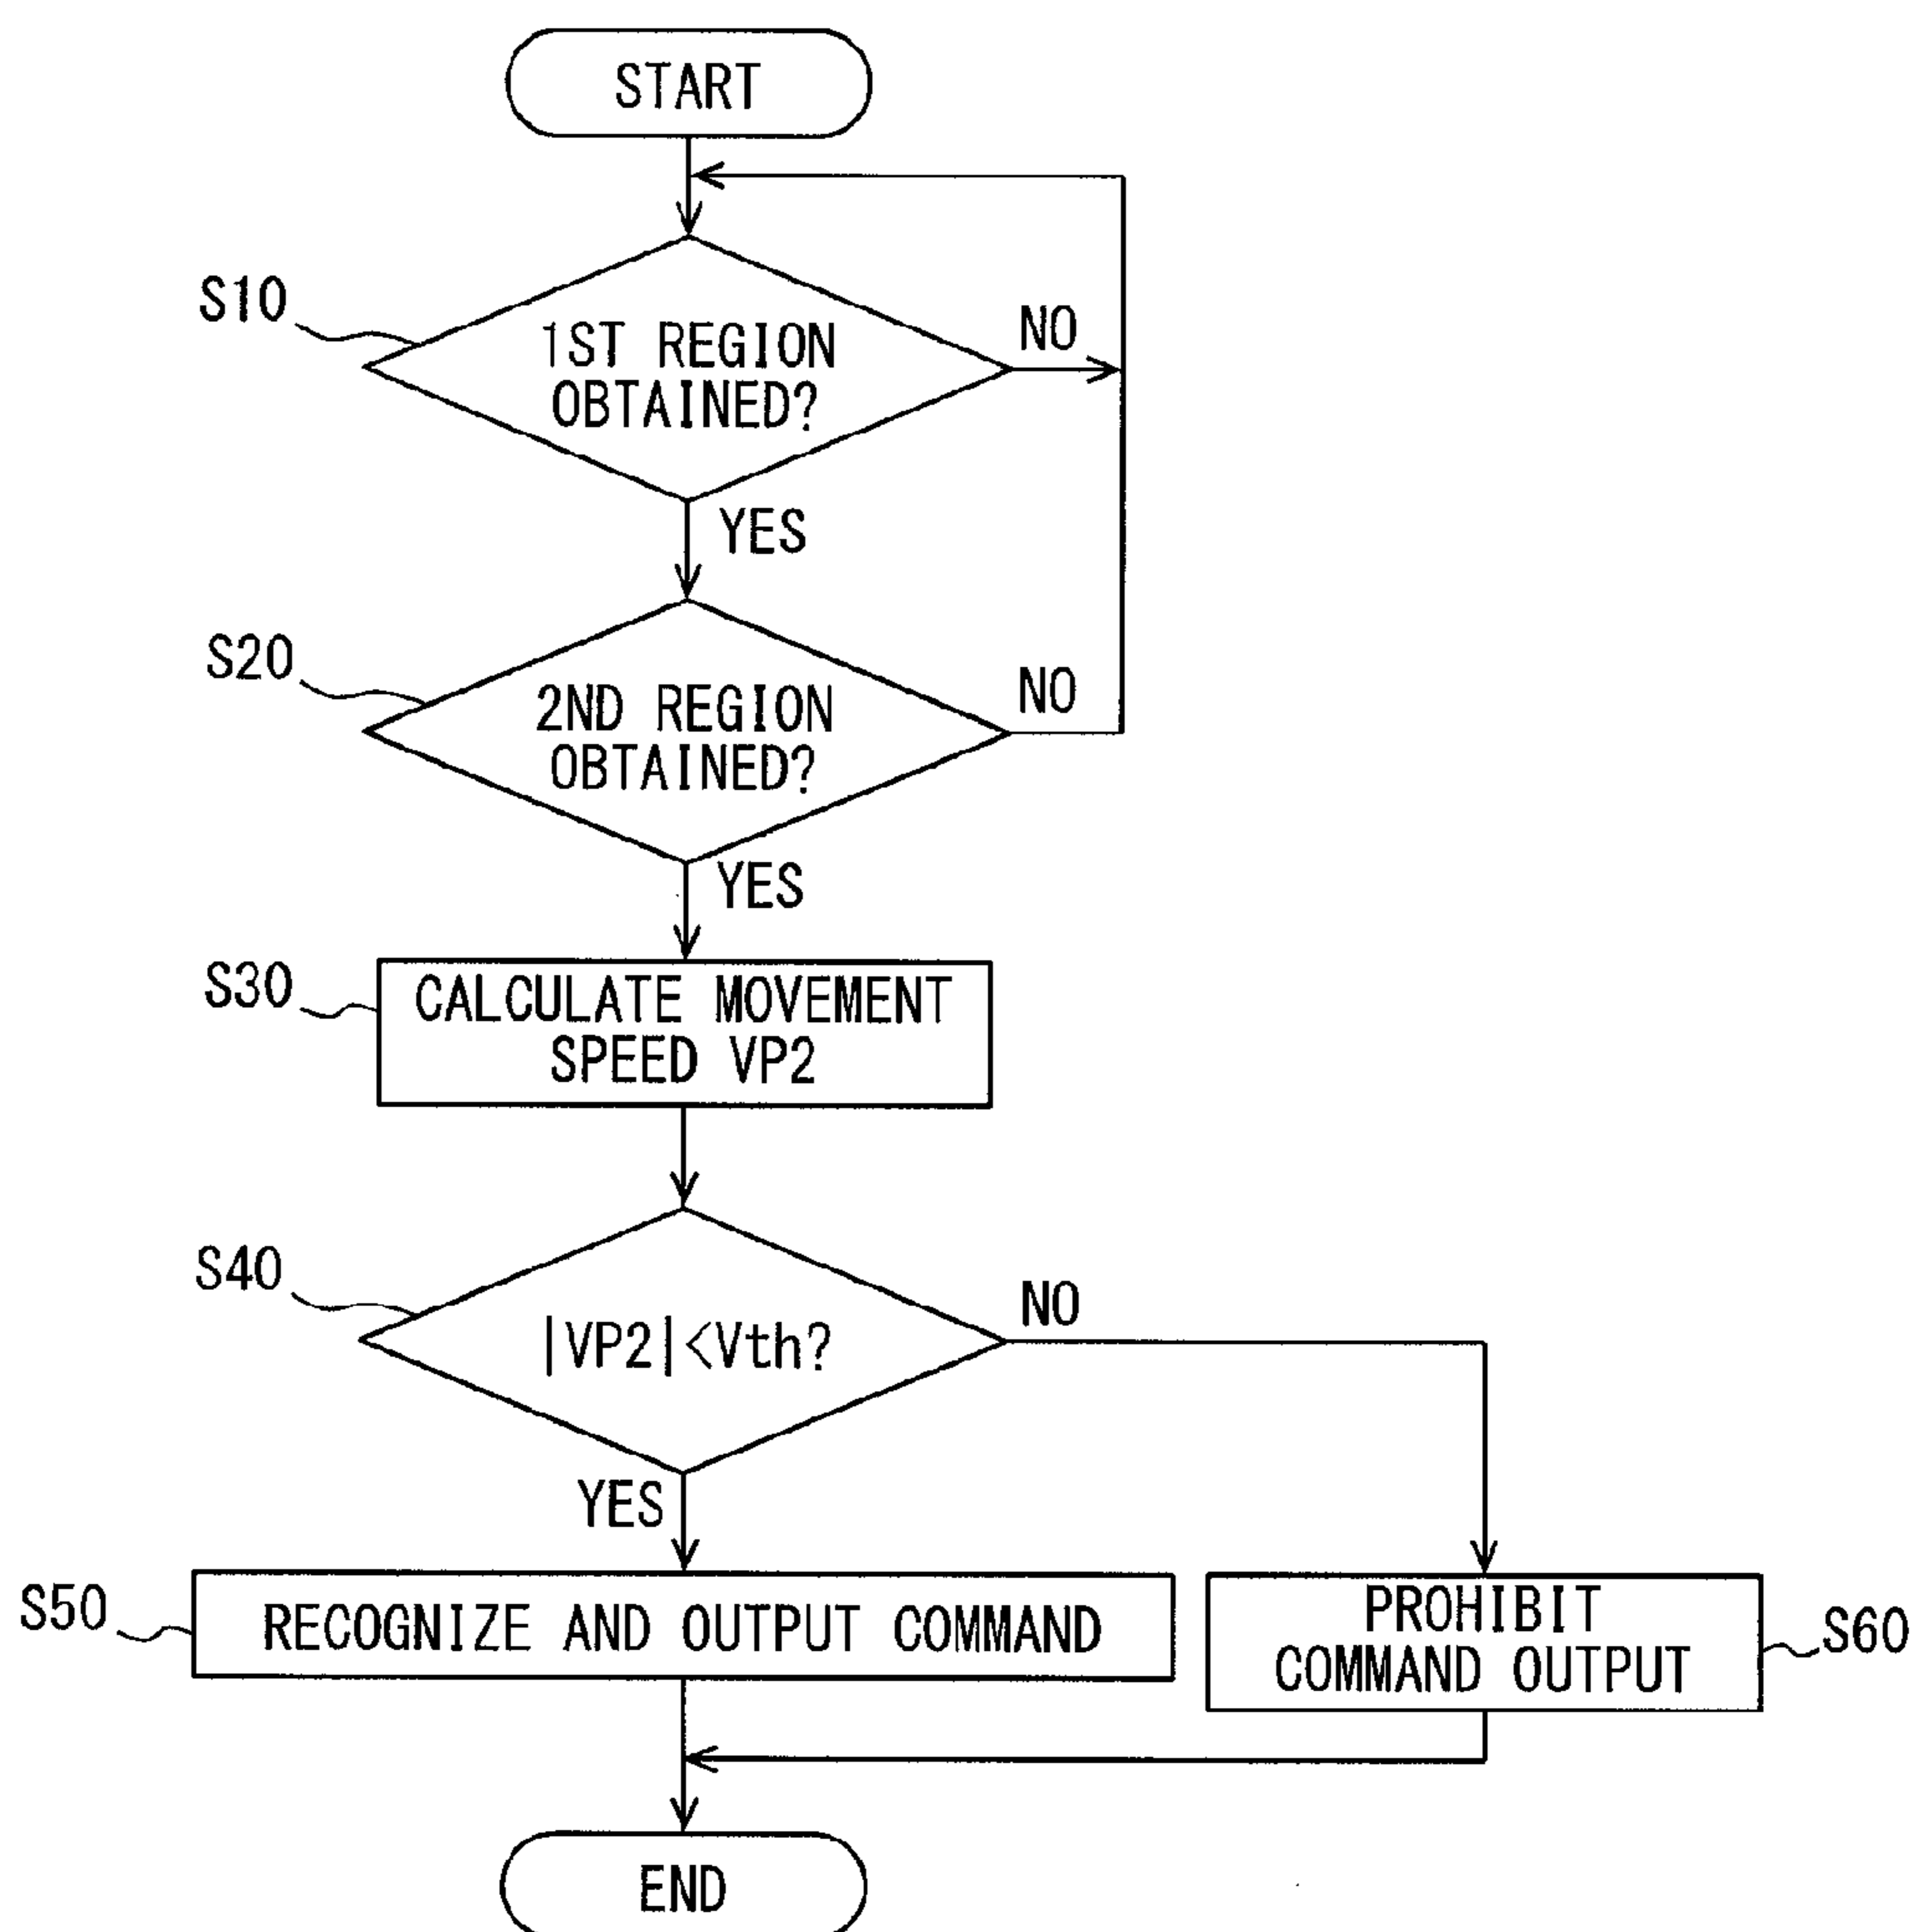 START
S10
1ST REGION
OBTAINED?
NO
YES
S20
2ND REGION
OBTAINED?
NO
YES
S30
CALCULATE MOVEMENT
SPEED VP2
S40
|VP2|<Vth?
NO
YES
S50
RECOGNIZE AND OUTPUT COMMAND
PROHIBIT
COMMAND OUTPUT
S60
END